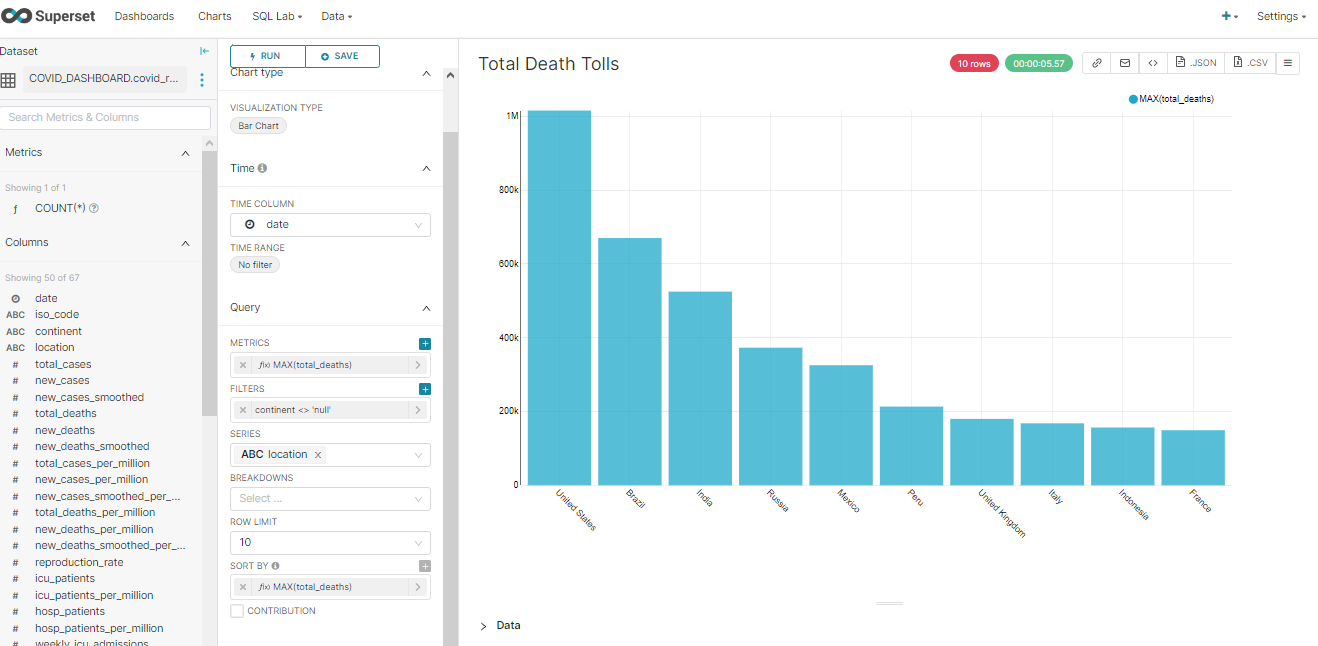 Superset
Dashboards
Charts
SQL Lab
Data
Settings
Dataset
COVID_DASHBOARD.covid_r...
Search Metrics & Columns
Metrics
Showing 1 of 1
ƒ COUNT(*)
Columns
Showing 50 of 67
date
ABC iso_code
ABC continent
ABC location
# total_cases
# new_cases
# new_cases_smoothed
# total_deaths
# new_deaths
# new_deaths_smoothed
# total_cases_per_million
# new_cases_per_million
# new_cases_smoothed_per_...
# total_deaths_per_million
# new_deaths_per_million
# new_deaths_smoothed_per_...
# reproduction_rate
# icu_patients
# icu_patients_per_million
# hosp_patients
# hosp_patients_per_million
# weekly_icu_admissions
RUN
SAVE
Chart type
VISUALIZATION TYPE
Bar Chart
Time
TIME COLUMN
date
TIME RANGE
No filter
Query
METRICS
ƒ(x) MAX(total_deaths)
FILTERS
continent <> 'null'
SERIES
ABC location
BREAKDOWNS
Select ...
ROW LIMIT
10
SORT BY
ƒ(x) MAX(total_deaths)
CONTRIBUTION
Total Death Tolls
10 rows
00:00:05.57
.JSON
.CSV
MAX(total_deaths)
1M
800k
600k
400k
200k
0
United States
Brazil
India
Russia
Mexico
Peru
United Kingdom
Italy
Indonesia
France
Data